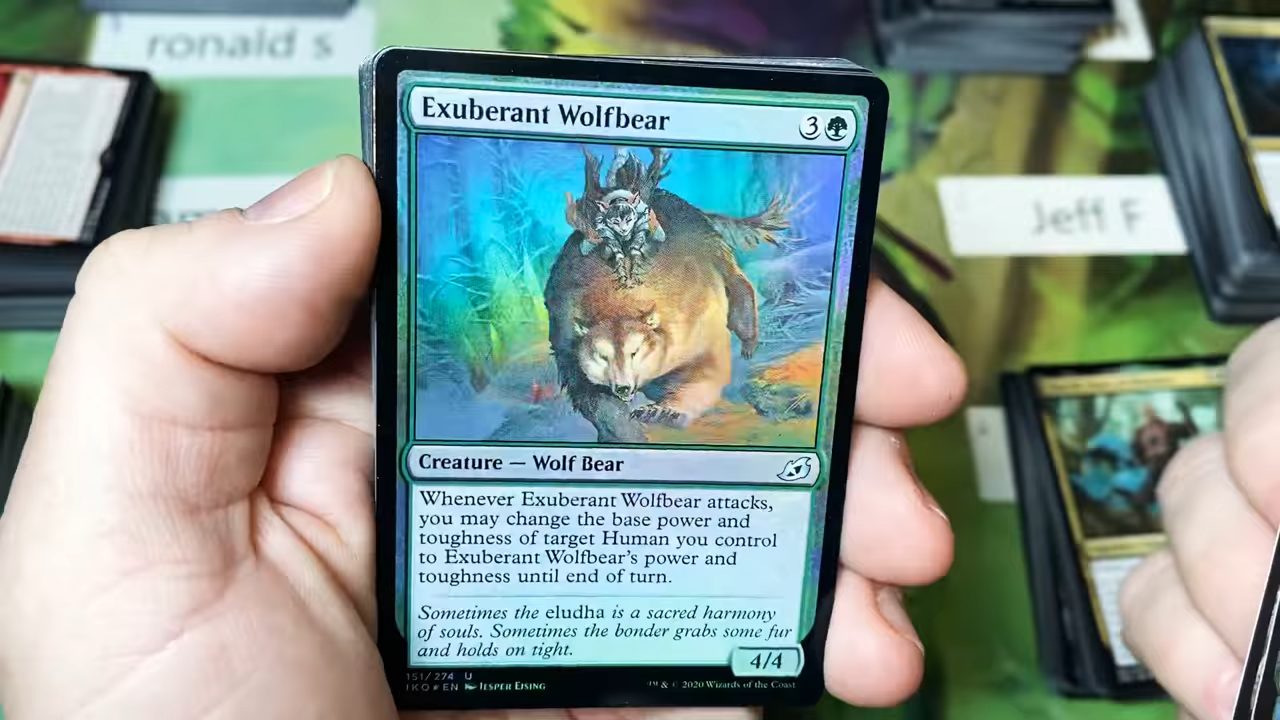 ronald s
Jeff F
Exuberant Wolfbear
3
Creature — Wolf Bear
Whenever Exuberant Wolfbear attacks,
you may change the base power and
toughness of target Human you control
to Exuberant Wolfbear's power and
toughness until end of turn.
Sometimes the eludha is a sacred harmony
of souls. Sometimes the bonder grabs some fur
and holds on tight.
4/4
151/274 U
IKO EN Jesper Ejsing
™ & © 2020 Wizards of the Coast